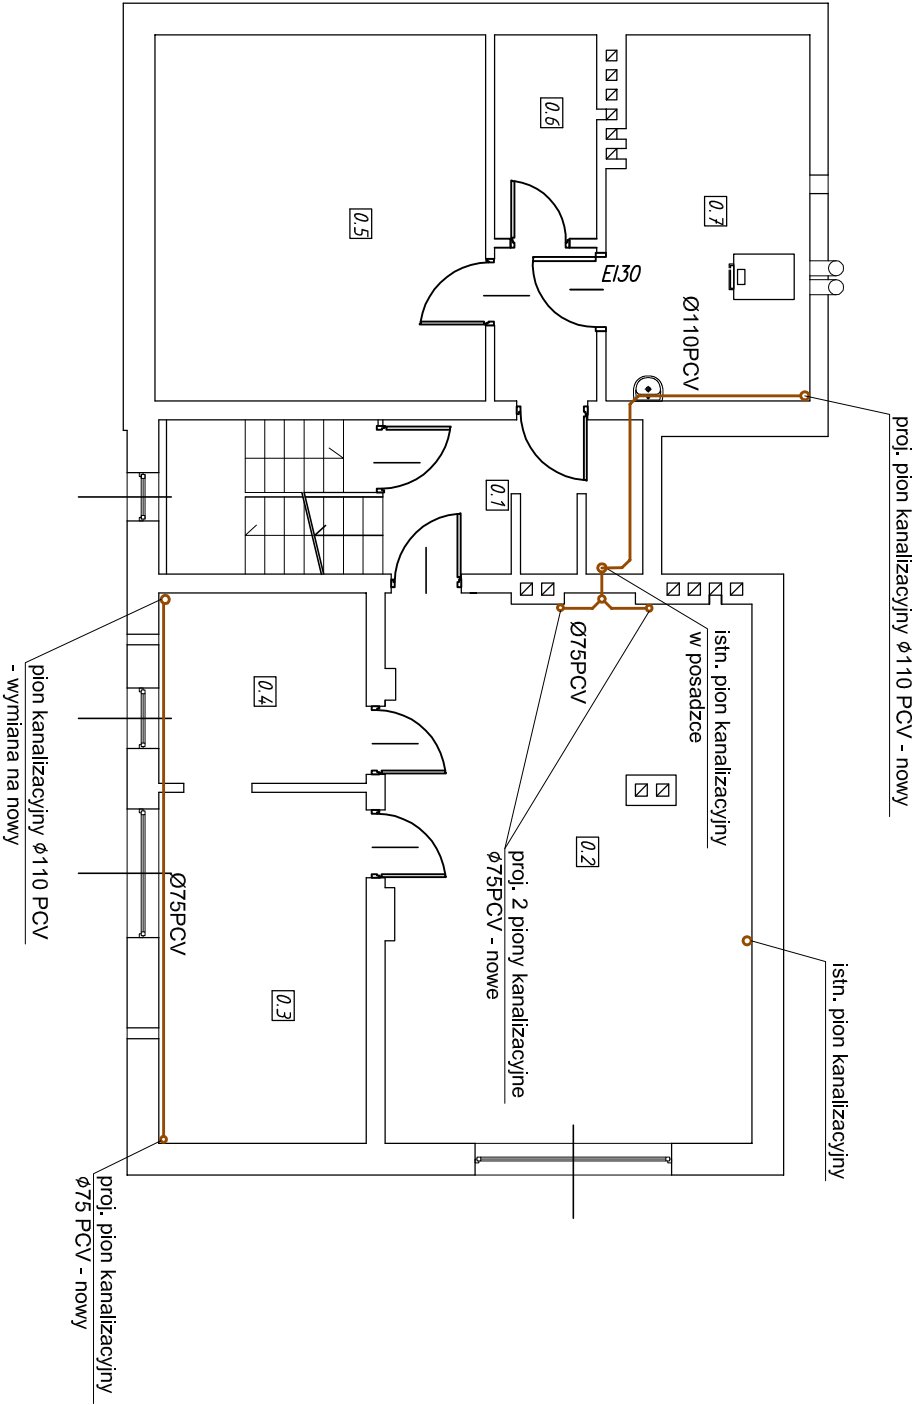 proj. pion kanalizacyjny ø110 PCV - nowy
istn. pion kanalizacyjny
istn. pion kanalizacyjny
w posadzce
Ø110PCV
0.7
EI30
0.6
0.2
Ø75PCV
proj. 2 piony kanalizacyjne
ø75PCV - nowe
0.1
0.5
0.4
0.3
Ø75PCV
proj. pion kanalizacyjny
ø75 PCV - nowy
pion kanalizacyjny ø110 PCV
- wymiana na nowy